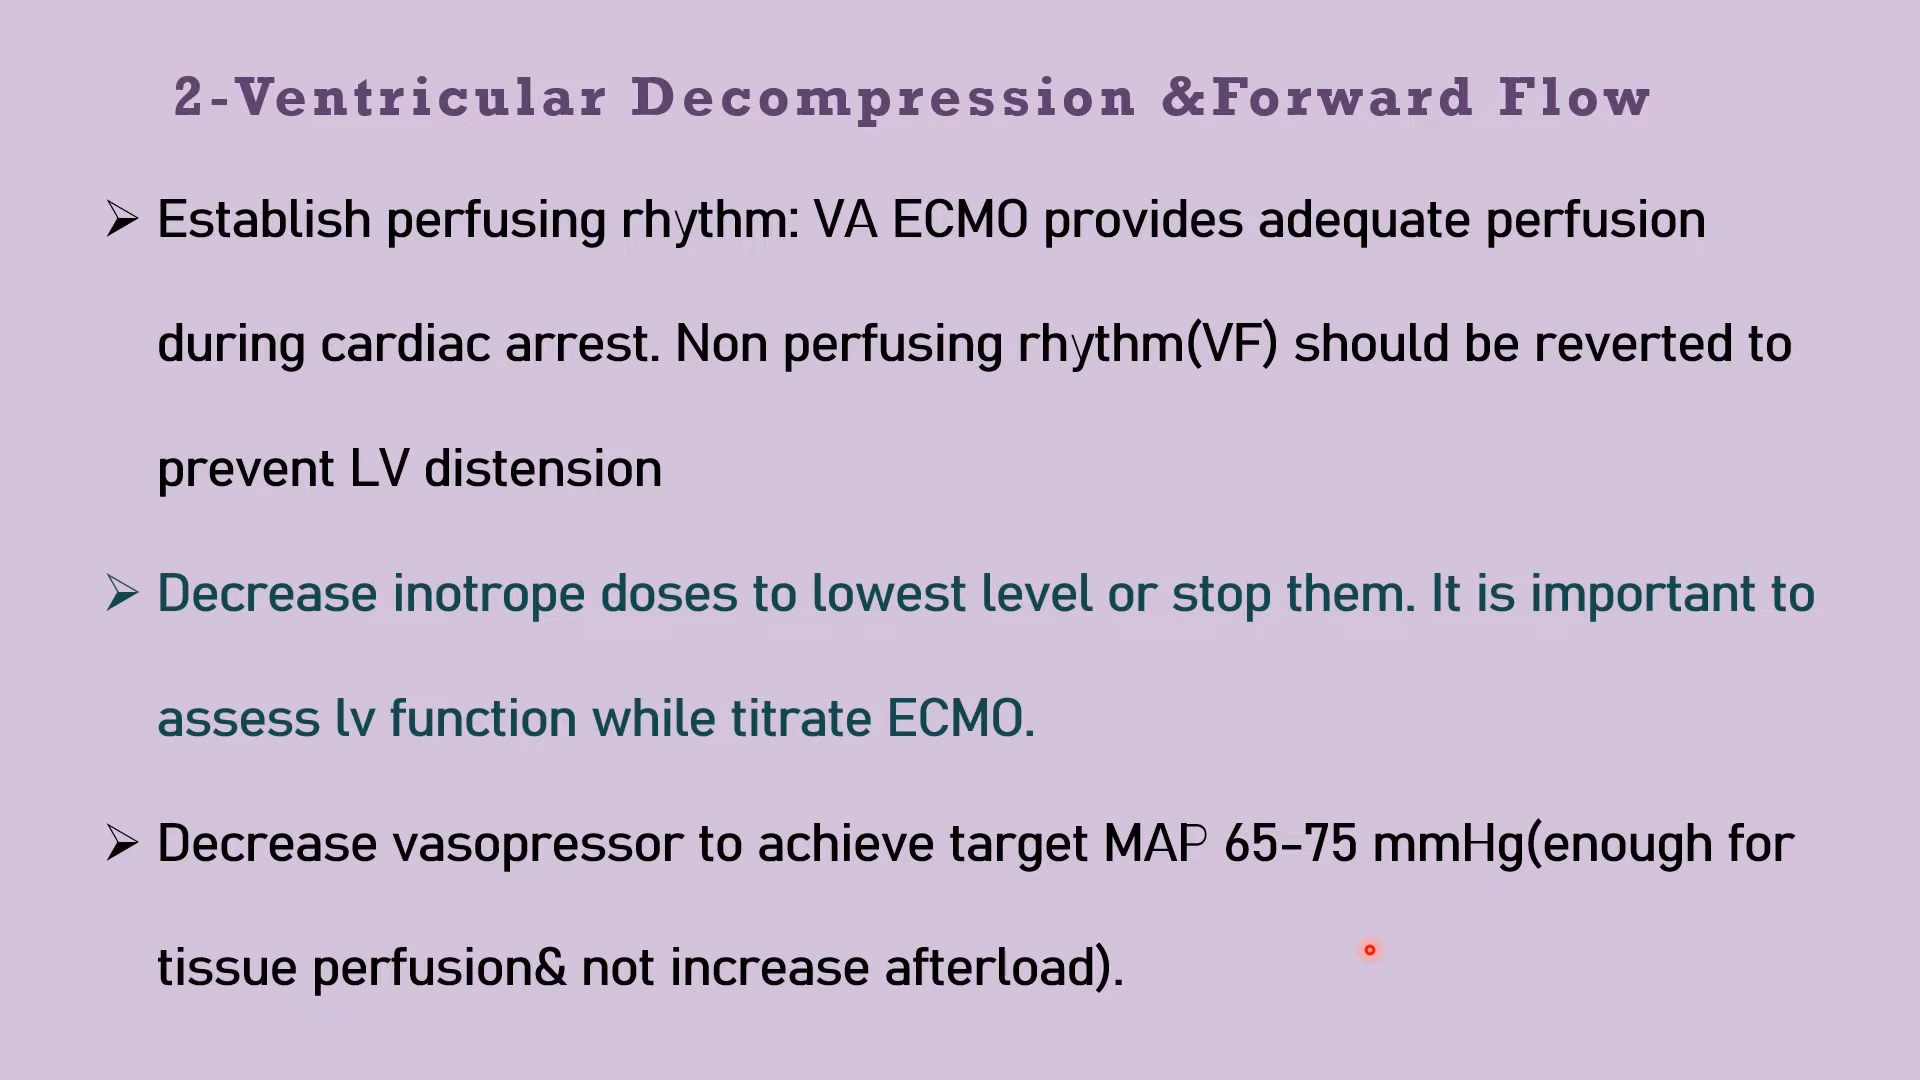 2-Ventricular Decompression &Forward Flow
➢ Establish perfusing rhythm: VA ECMO provides adequate perfusion
during cardiac arrest. Non perfusing rhythm(VF) should be reverted to
prevent LV distension
➢ Decrease inotrope doses to lowest level or stop them. It is important to
assess lv function while titrate ECMO.
➢ Decrease vasopressor to achieve target MAP 65-75 mmHg(enough for
tissue perfusion& not increase afterload).